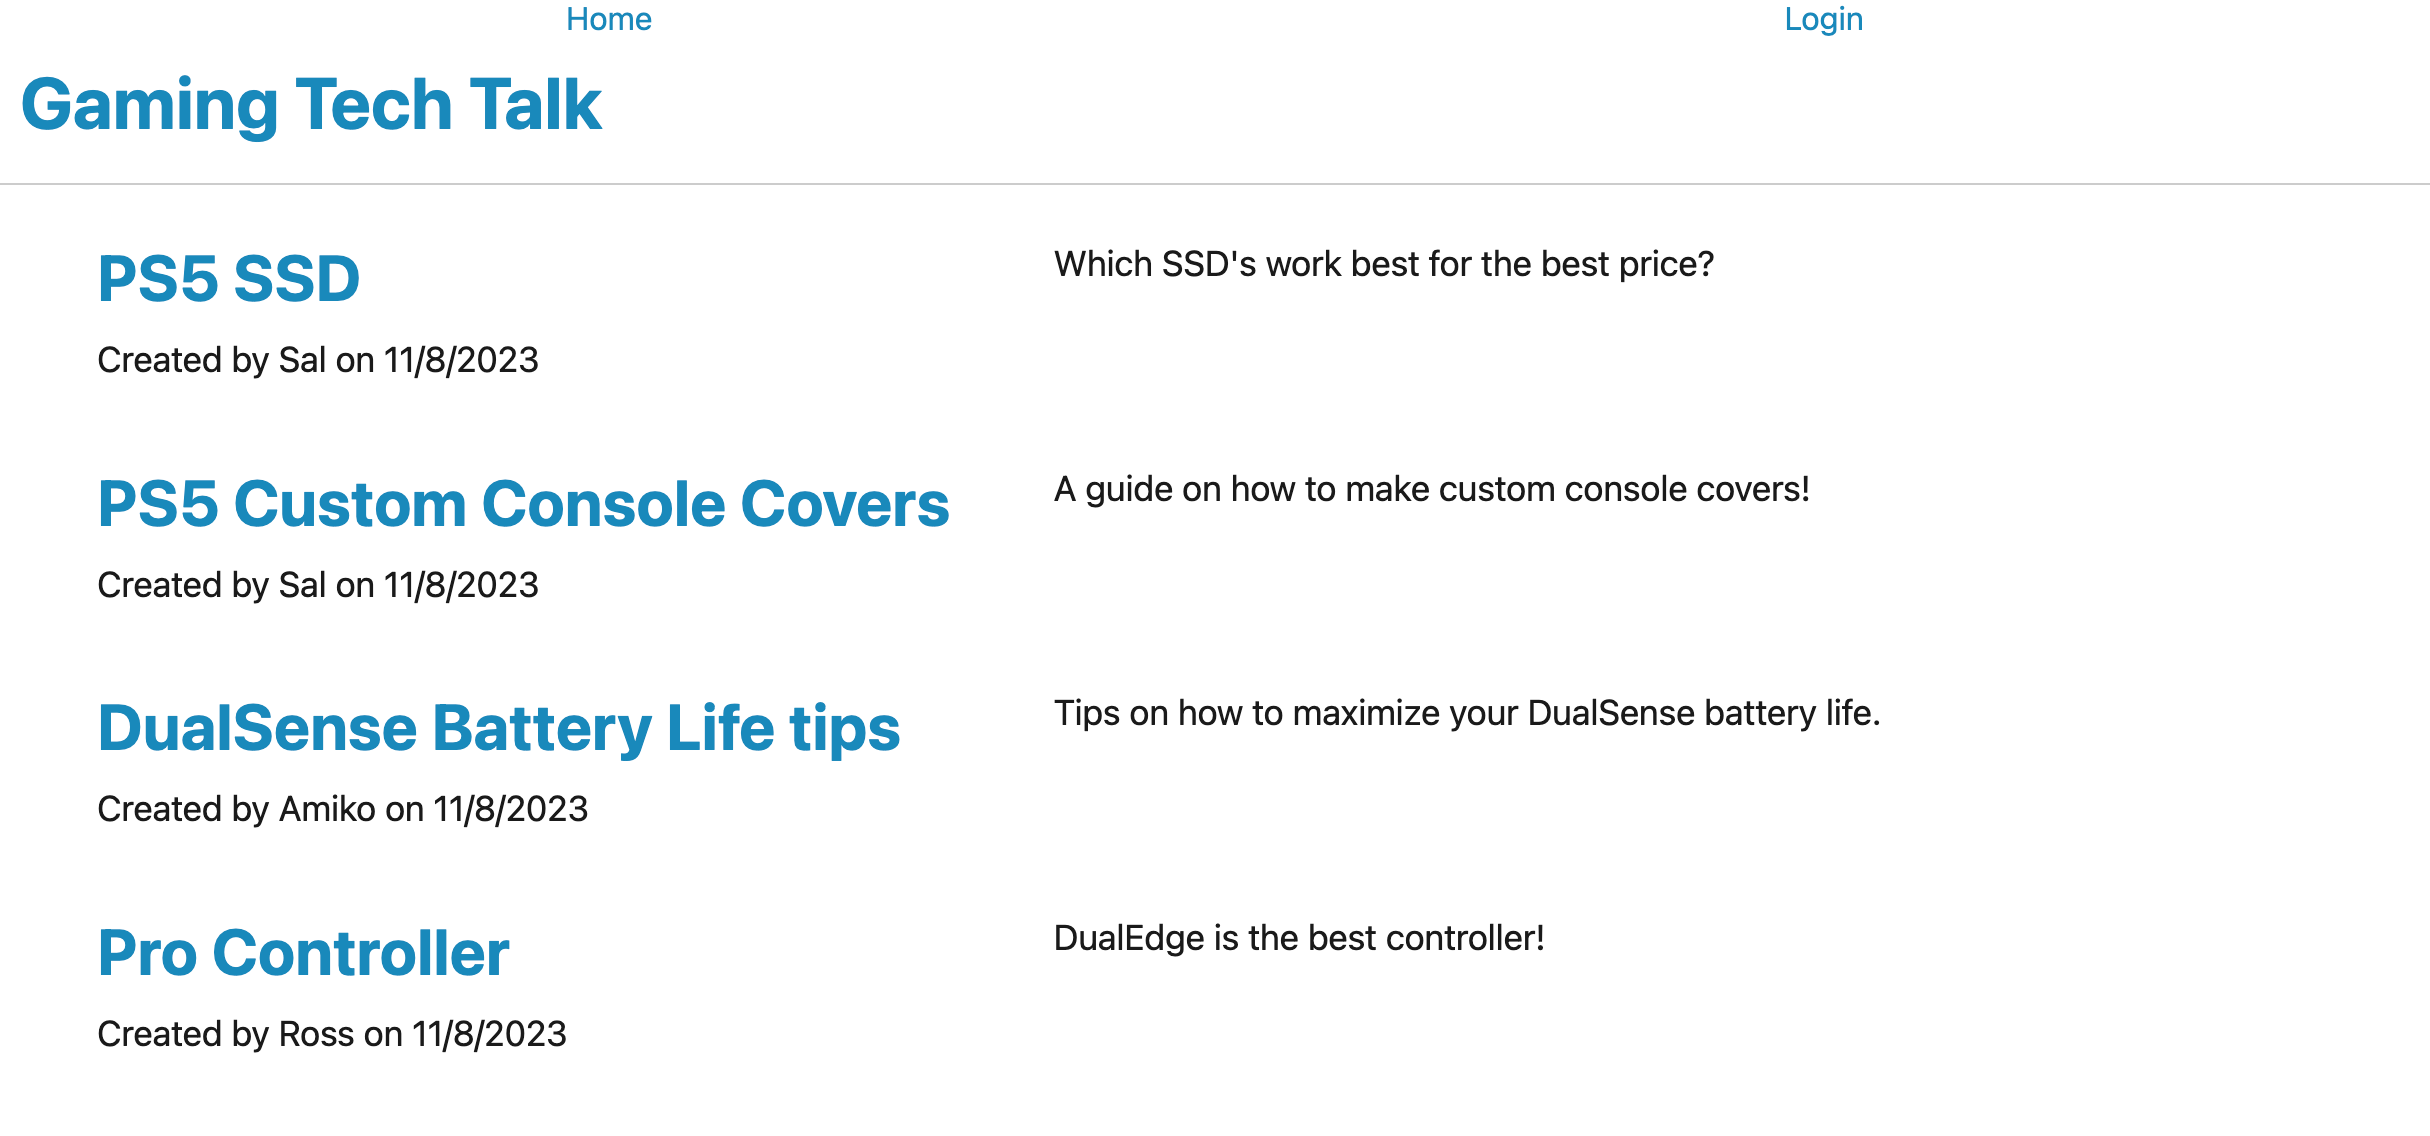 Home
Login
Gaming Tech Talk
PS5 SSD
Which SSD's work best for the best price?
Created by Sal on 11/8/2023
PS5 Custom Console Covers
A guide on how to make custom console covers!
Created by Sal on 11/8/2023
DualSense Battery Life tips
Tips on how to maximize your DualSense battery life.
Created by Amiko on 11/8/2023
Pro Controller
DualEdge is the best controller!
Created by Ross on 11/8/2023